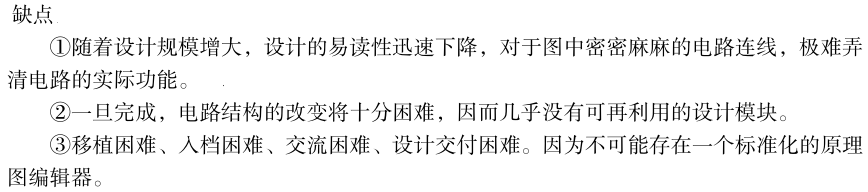 缺点
①随着设计规模增大，设计的易读性迅速下降，对于图中密密麻麻的电路连线，极难弄
清电路的实际功能。
②一旦完成，电路结构的改变将十分困难，因而几乎没有可再利用的设计模块。
③移植困难、入档困难、交流困难、设计交付困难。因为不可能存在一个标准化的原理
图编辑器。